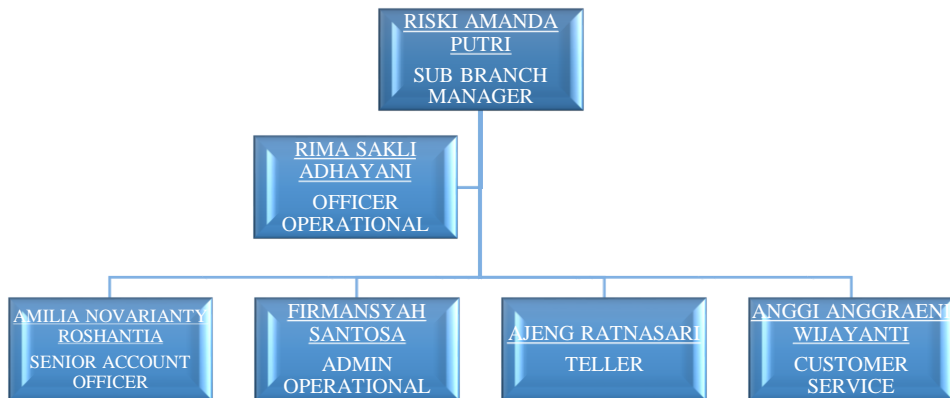 RISKI AMANDA
PUTRI
SUB BRANCH
MANAGER
RIMA SAKLI
ADHAYANI
OFFICER
OPERATIONAL
AMILIA NOVARIANTY
ROSHANTIA
SENIOR ACCOUNT
OFFICER
FIRMANSYAH
SANTOSA
ADMIN
OPERATIONAL
AJENG RATNASARI
TELLER
ANGGI ANGGRAENI
WIJAYANTI
CUSTOMER
SERVICE